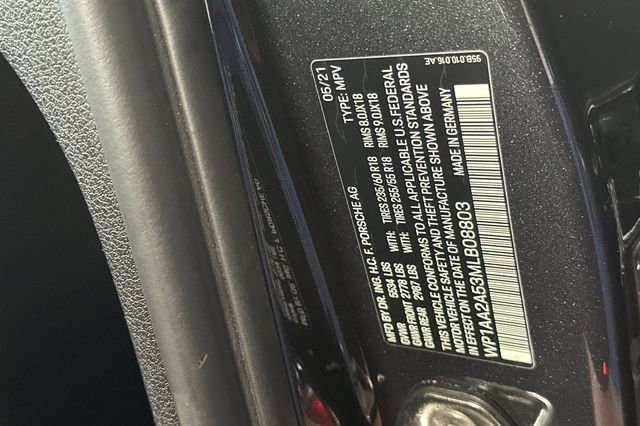 MFD BY DR. ING. H.C. F. PORSCHE AG 05/21
GVWR 5534 LBS TYPE: MPV
GAWR FRONT 2778 LBS WITH: TIRES 235/60 R18 RIMS 8.0JX18
GAWR REAR 2987 LBS WITH: TIRES 255/55 R18 RIMS 9.0JX18
THIS VEHICLE CONFORMS TO ALL APPLICABLE U.S. FEDERAL
MOTOR VEHICLE SAFETY AND THEFT PREVENTION STANDARDS
IN EFFECT ON THE DATE OF MANUFACTURE SHOWN ABOVE
WP1AA2A53MLB08803 MADE IN GERMANY
95B.010.016.AE